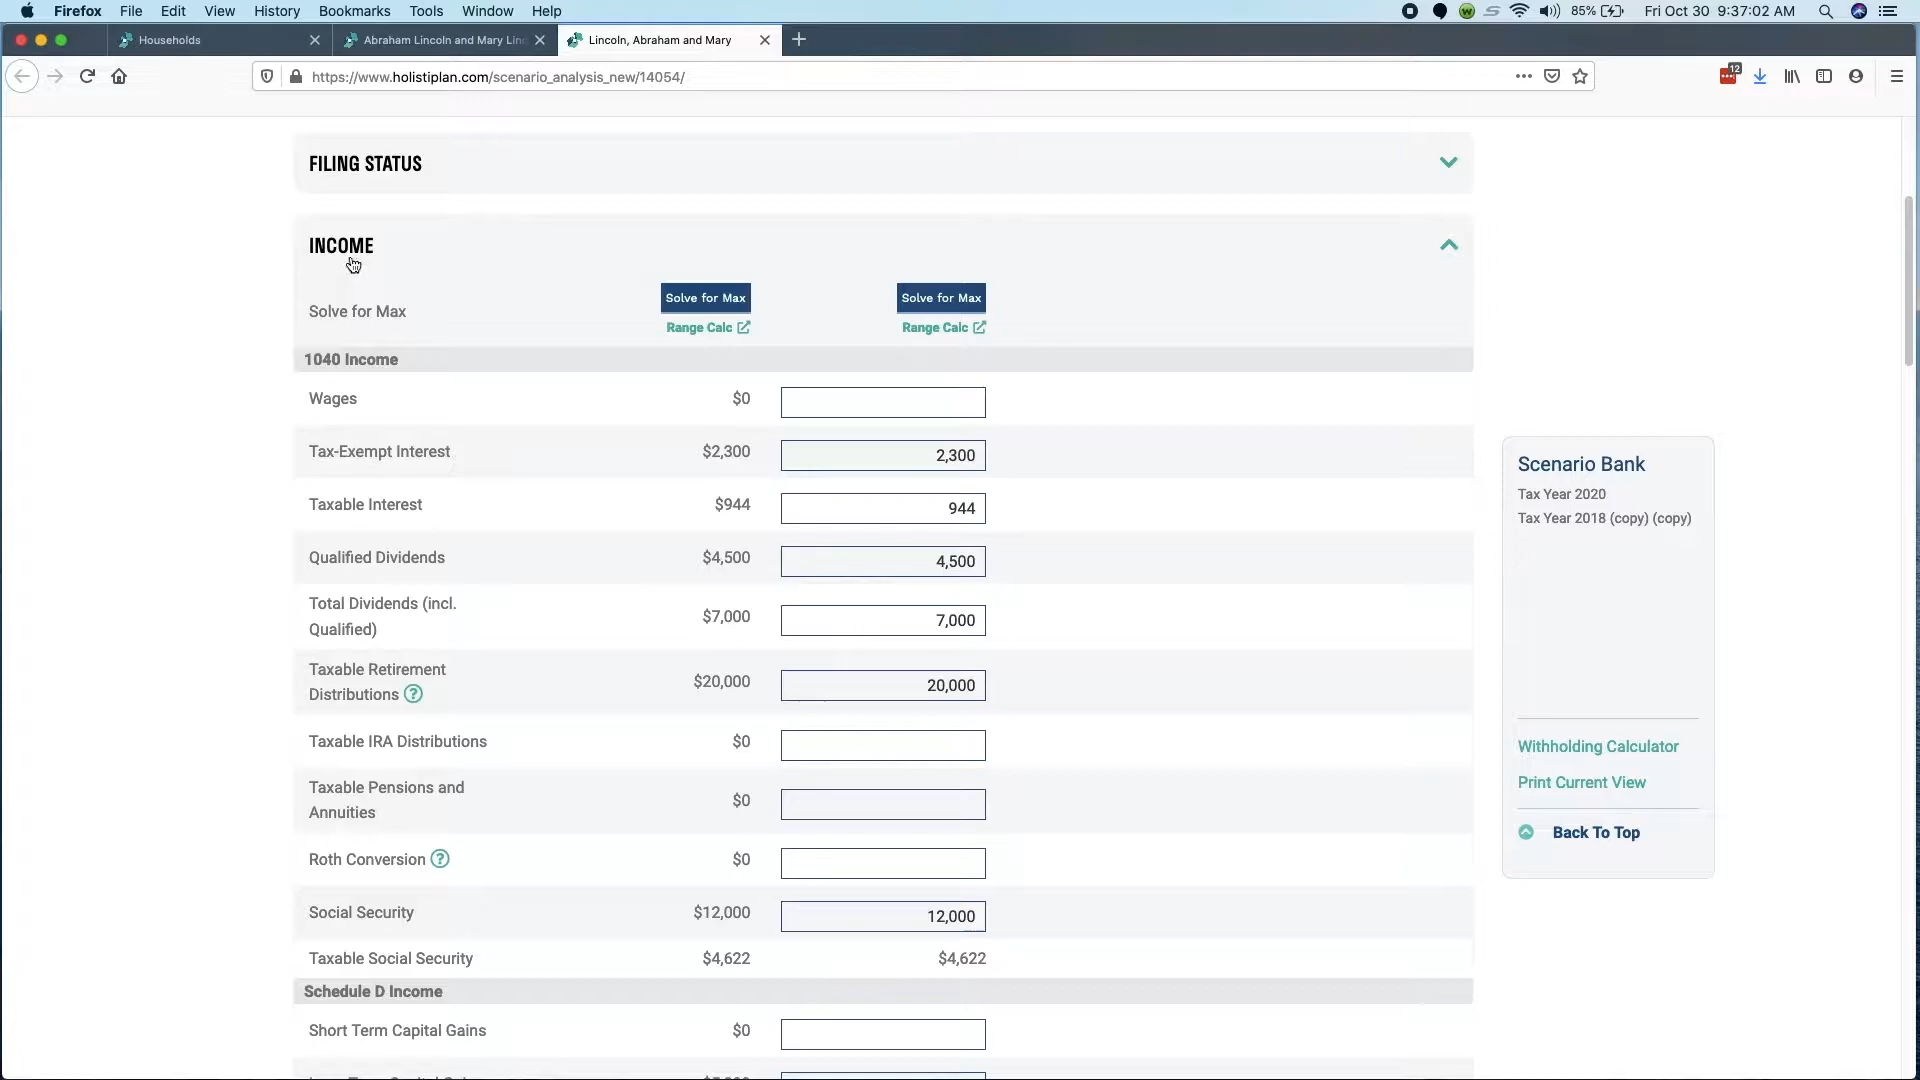 Firefox File Edit View History Bookmarks Tools Window Help
85% Fri Oct 30 9:37:02 AM
Households
Abraham Lincoln and Mary Linc
Lincoln, Abraham and Mary
https://www.holistiplan.com/scenario_analysis_new/14054/
12
FILING STATUS
INCOME
Solve for Max Solve for Max Solve for Max
Range Calc Range Calc
1040 Income
Wages $0
Tax-Exempt Interest $2,300 2,300
Taxable Interest $944 944
Qualified Dividends $4,500 4,500
Total Dividends (incl.
Qualified) $7,000 7,000
Taxable Retirement
Distributions ? $20,000 20,000
Taxable IRA Distributions $0
Taxable Pensions and
Annuities $0
Roth Conversion ? $0
Social Security $12,000 12,000
Taxable Social Security $4,622 $4,622
Schedule D Income
Short Term Capital Gains $0
Scenario Bank
Tax Year 2020
Tax Year 2018 (copy) (copy)
Withholding Calculator
Print Current View
Back To Top